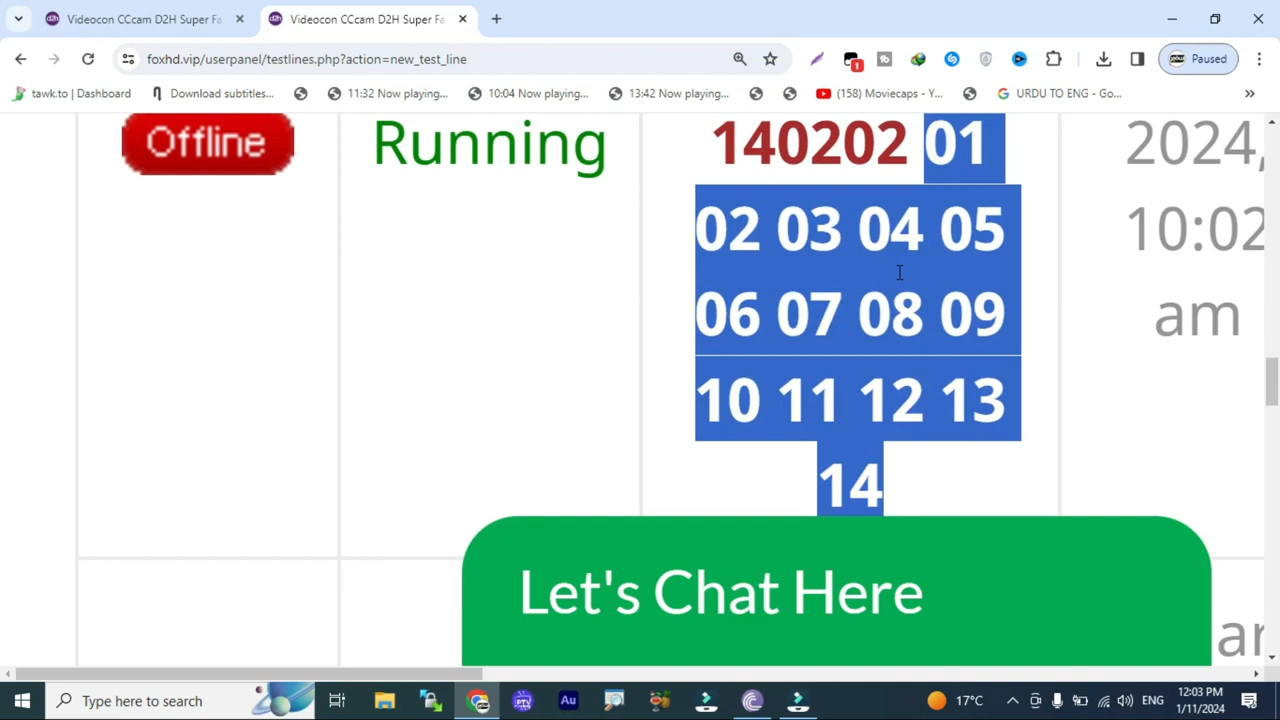 Videocon CCcam D2H Super Fa
Videocon CCcam D2H Super Fa
foxhd.vip/userpanel/testlines.php?action=new_test_line
1
Paused
tawk.to | Dashboard
Download subtitles...
11:32 Now playing...
10:04 Now playing...
13:42 Now playing...
(158) Moviecaps - Y...
URDU TO ENG - Go...
Offline
Running
140202 01
02 03 04 05
06 07 08 09
10 11 12 13
14
2024,
10:02
am
Let's Chat Here
Type here to search
PTV
Au
17°C
ENG
12:03 PM
1/11/2024